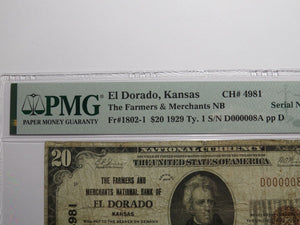 PMG
PAPER MONEY GUARANTY
El Dorado, Kansas CH# 4981
The Farmers & Merchants NB Serial N
Fr#1802-1 $20 1929 Ty. 1 S/N D000008A pp D
20
THE UNITED STATES OF AMERICA
THE FARMERS AND
MERCHANTS NATIONAL BANK OF
EL DORADO
KANSAS
D000008
4981